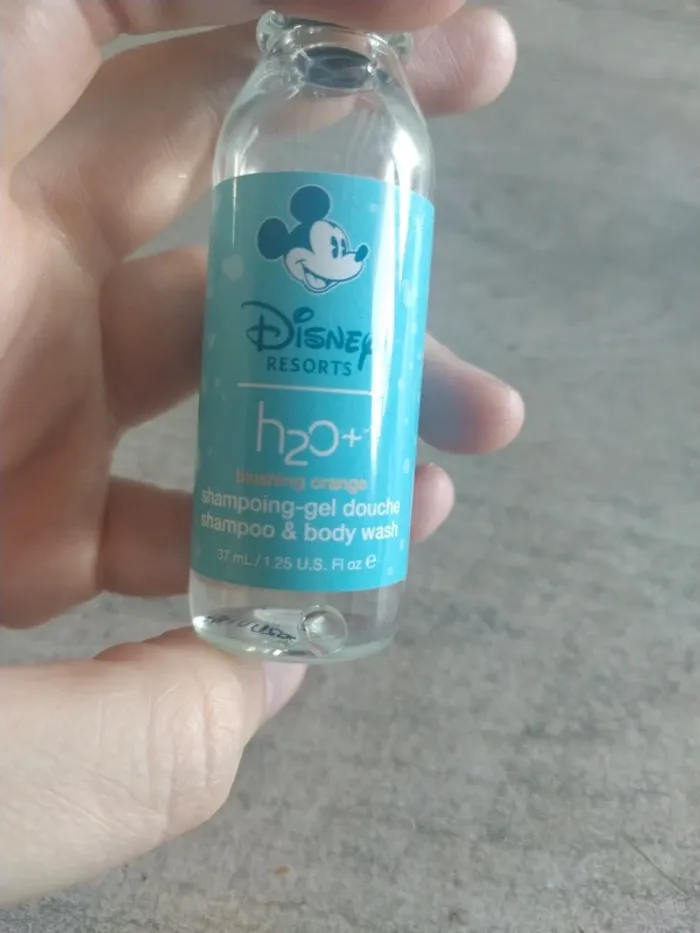 Disney
RESORTS
h2o+
blushing orange
shampoing-gel douche
shampoo & body wash
37 mL / 1.25 U.S. Fl oz e